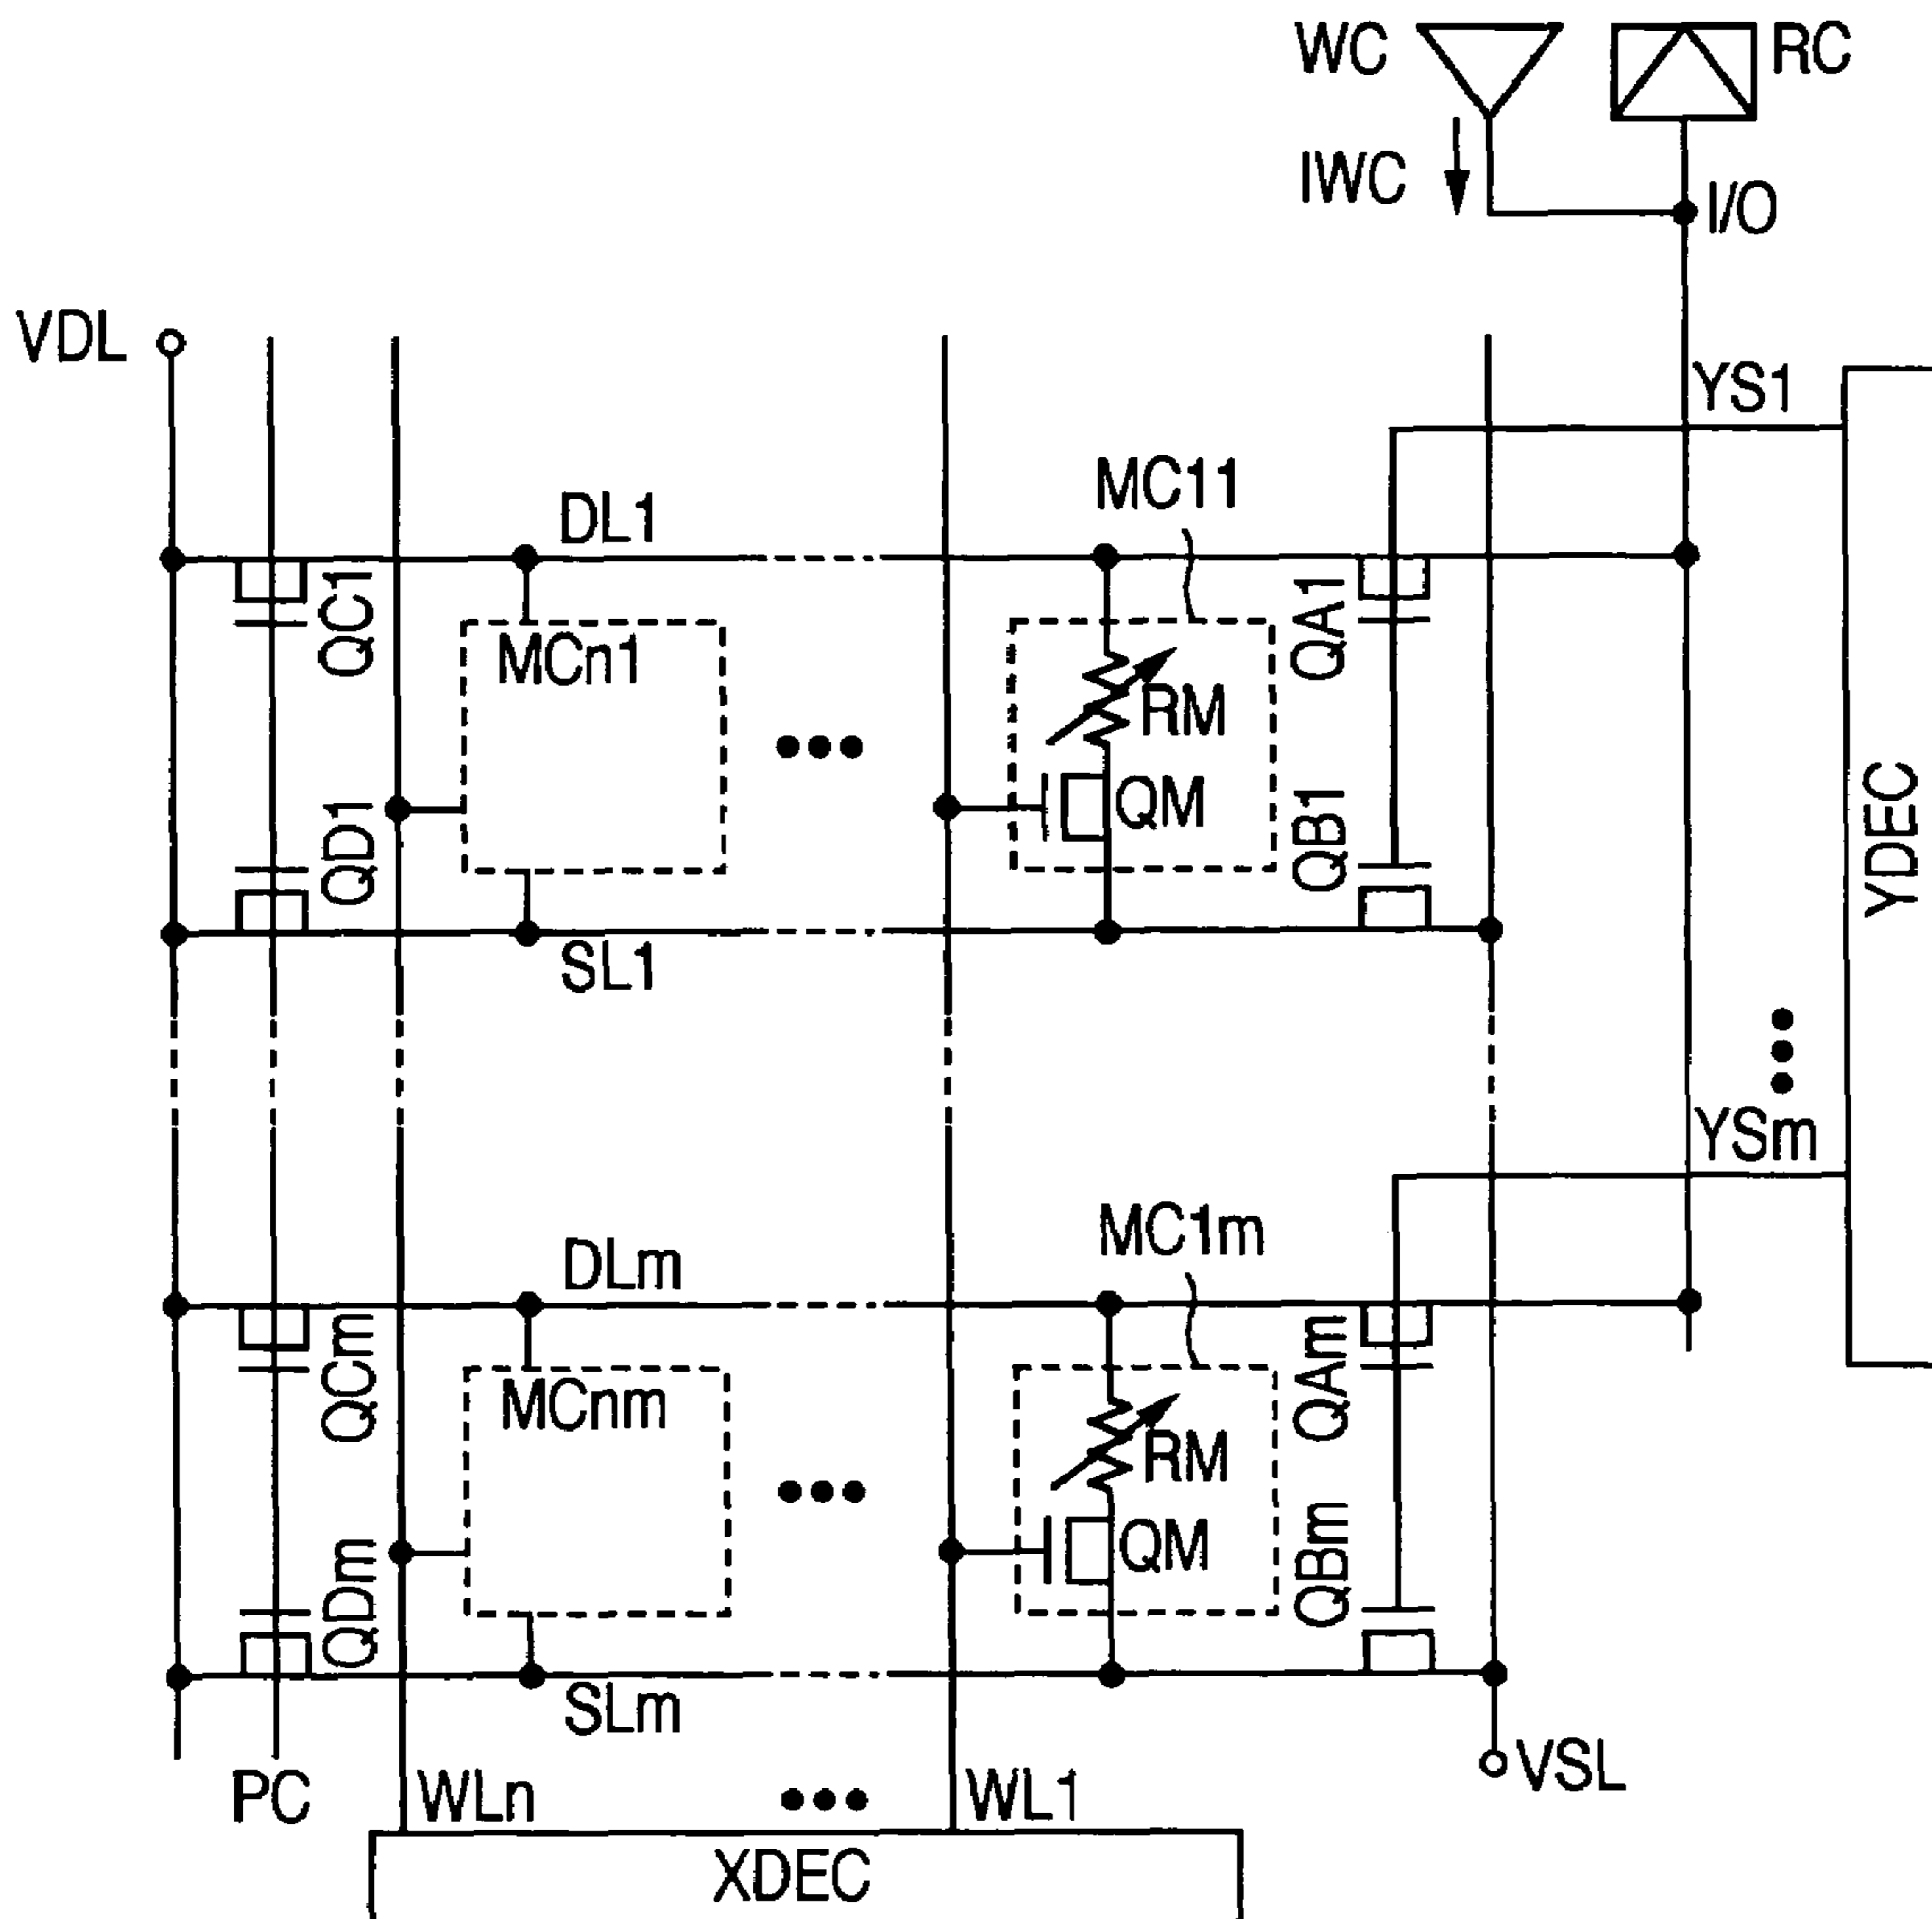 WC
RC
IWC
I/O
VDL
YS1
MC11
DL1
QC1
QA1
MCn1
RM
QM
QD1
QB1
YDEC
SL1
YSm
MC1m
DLm
QCm
QAm
MCnm
RM
QM
QDm
QBm
SLm
VSL
PC
WLn
WL1
XDEC